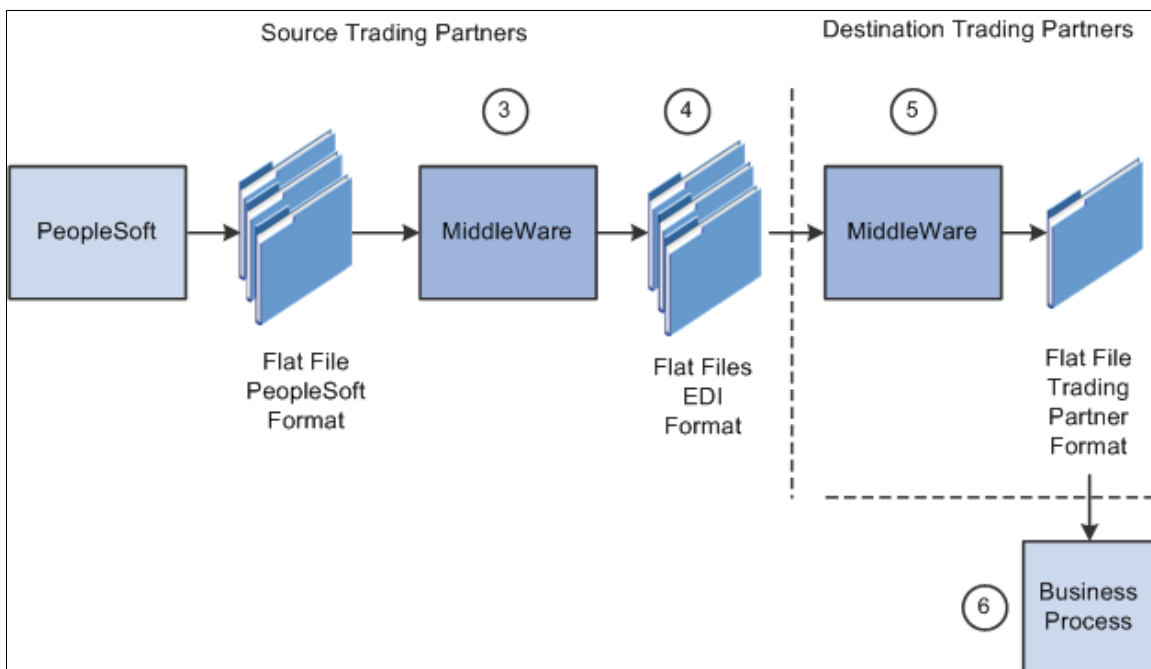 Source Trading Partners
Destination Trading Partners
3
4
5
PeopleSoft
MiddleWare
MiddleWare
Flat File
PeopleSoft
Format
Flat Files
EDI
Format
Flat File
Trading
Partner
Format
6
Business
Process